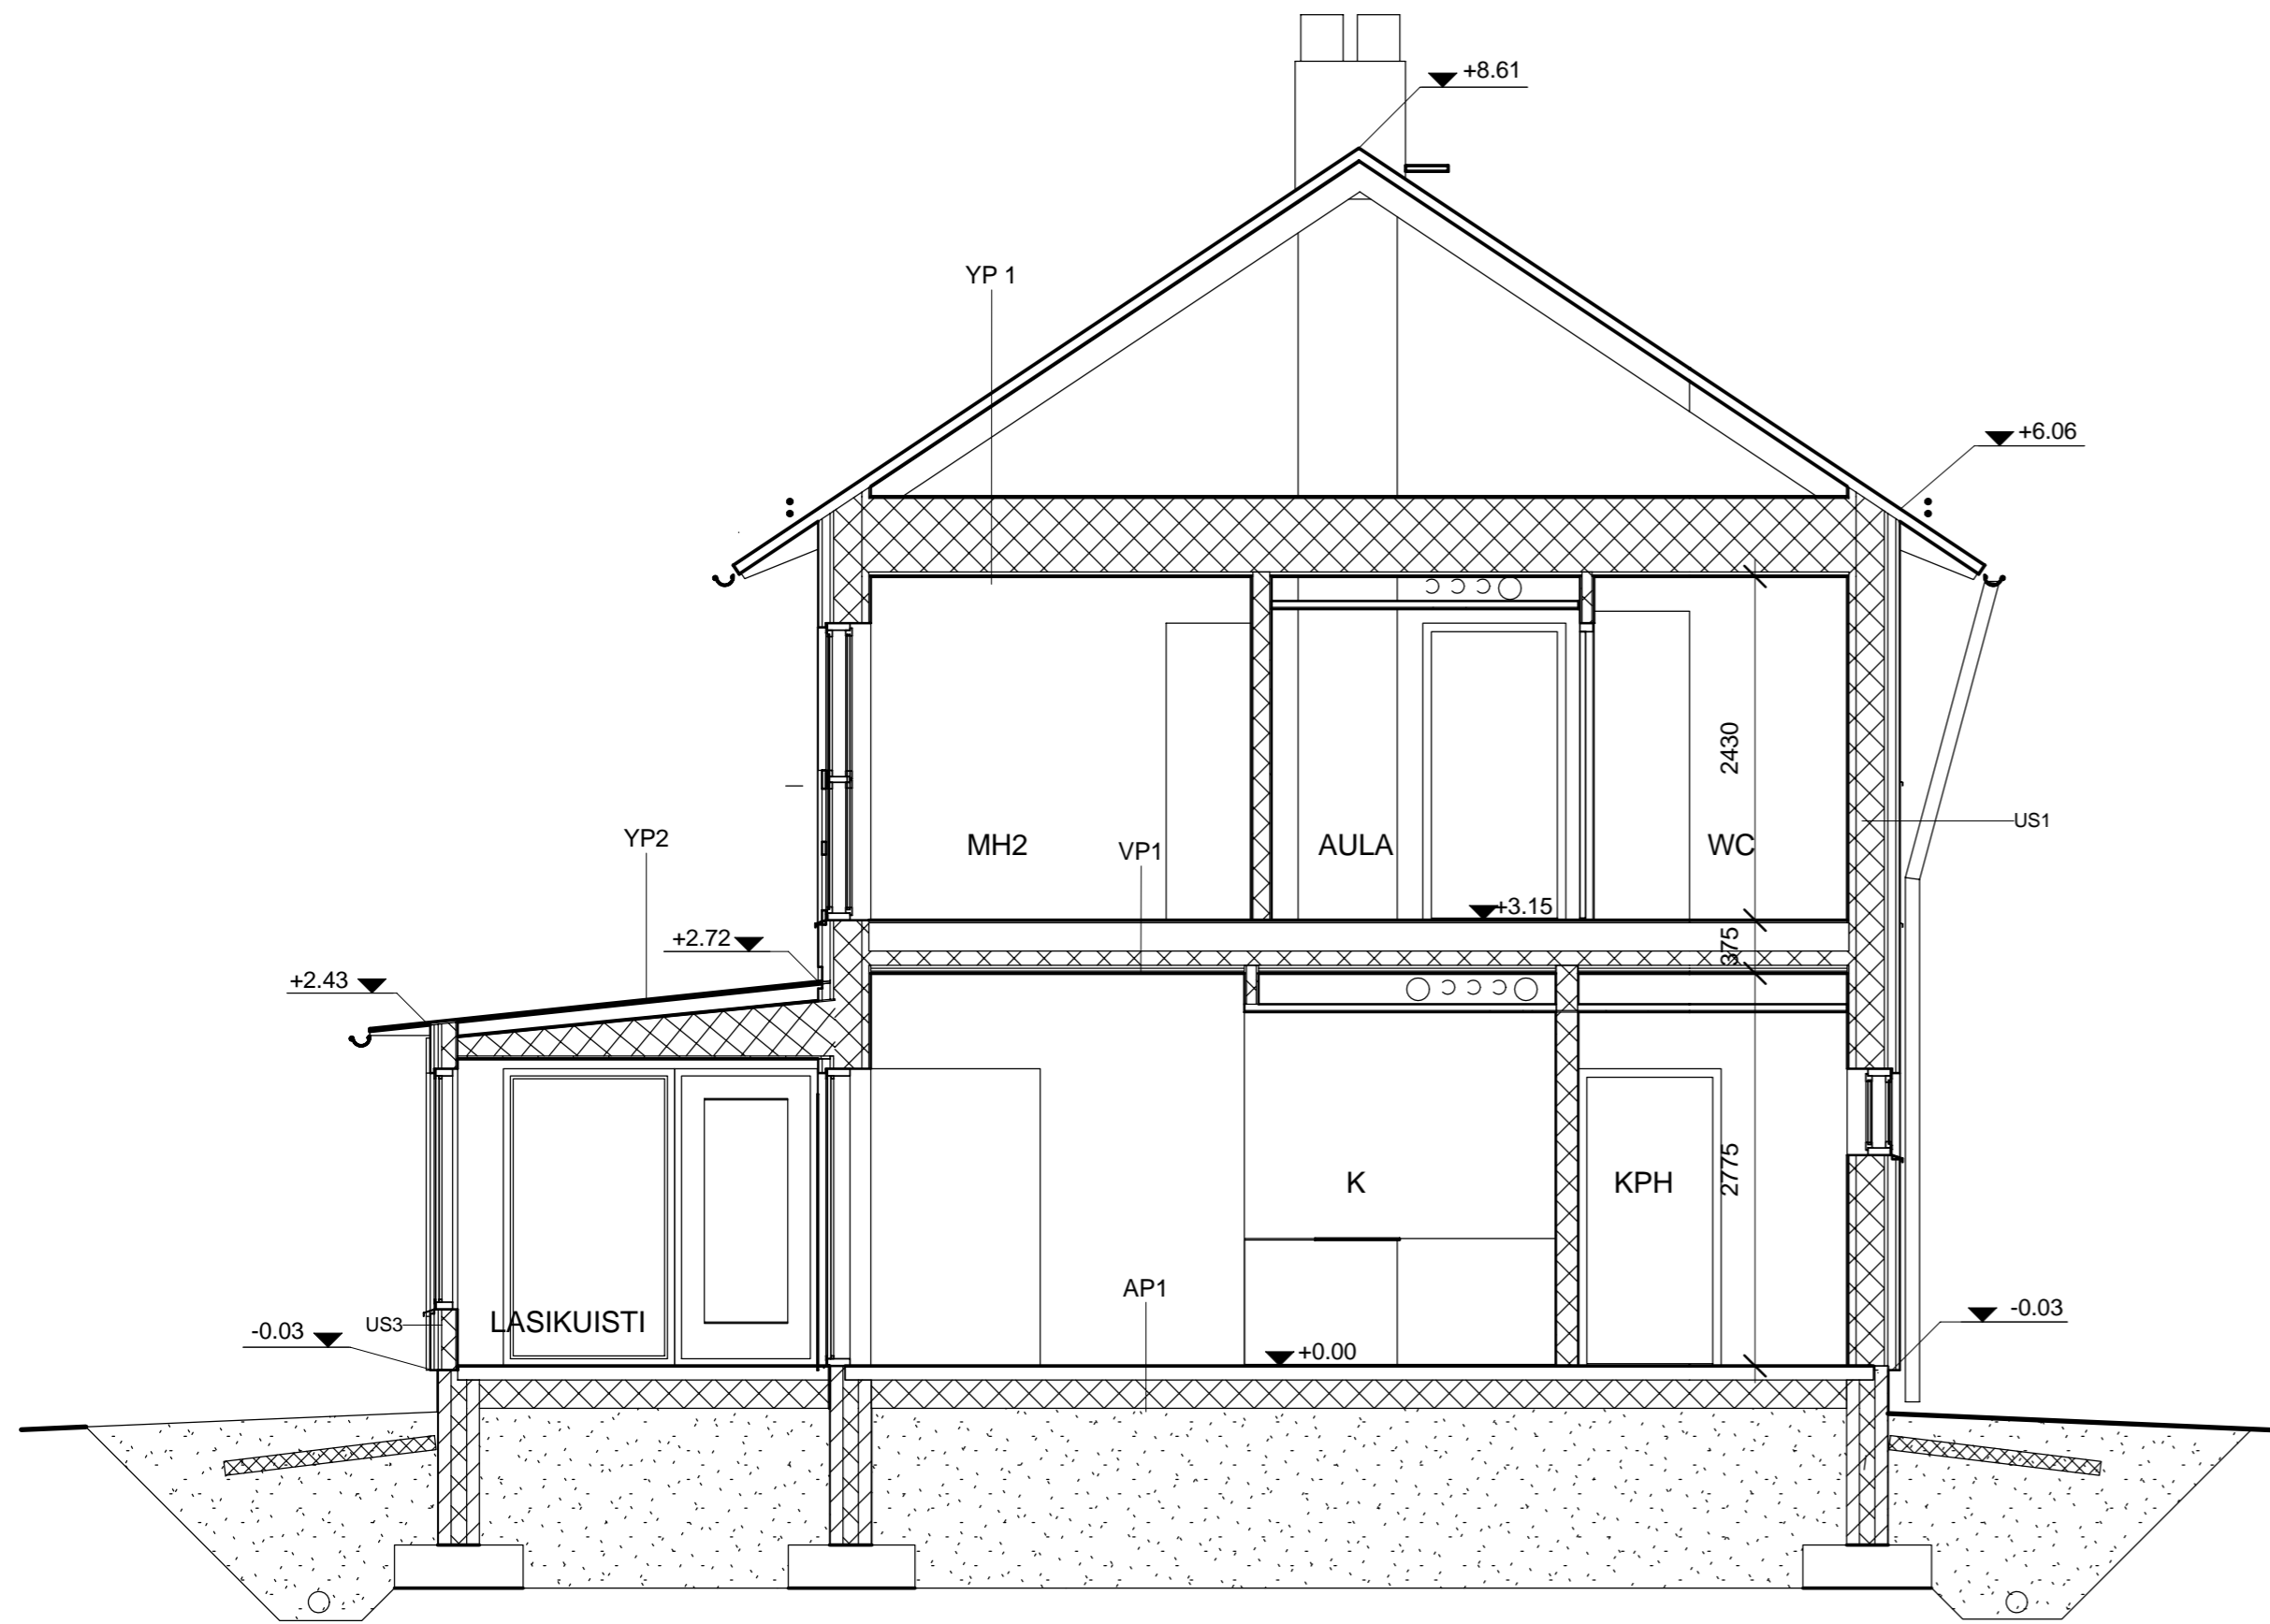 +8.61
YP 1
+6.06
2430
US1
YP2
MH2
VP1
AULA
WC
+3.15
+2.72
375
+2.43
K
KPH
2775
AP1
-0.03
US3
LASIKUISTI
-0.03
+0.00